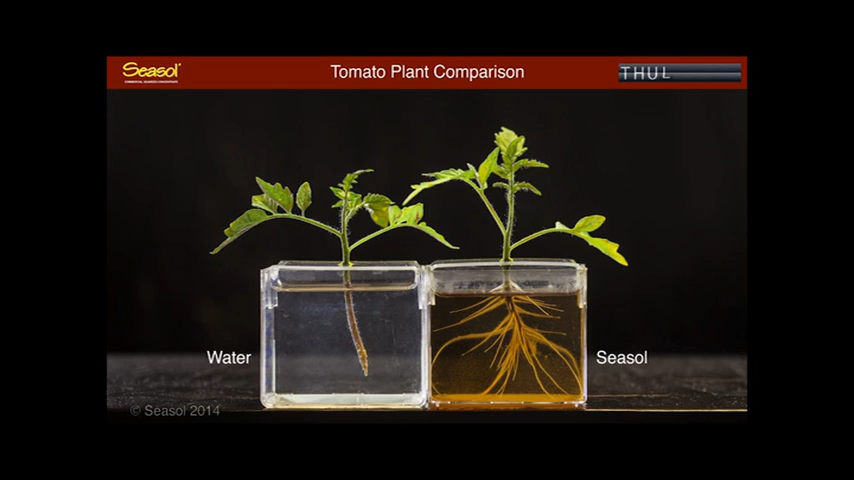 Seasol
Tomato Plant Comparison
THUL
Water
Seasol
© Seasol 2014